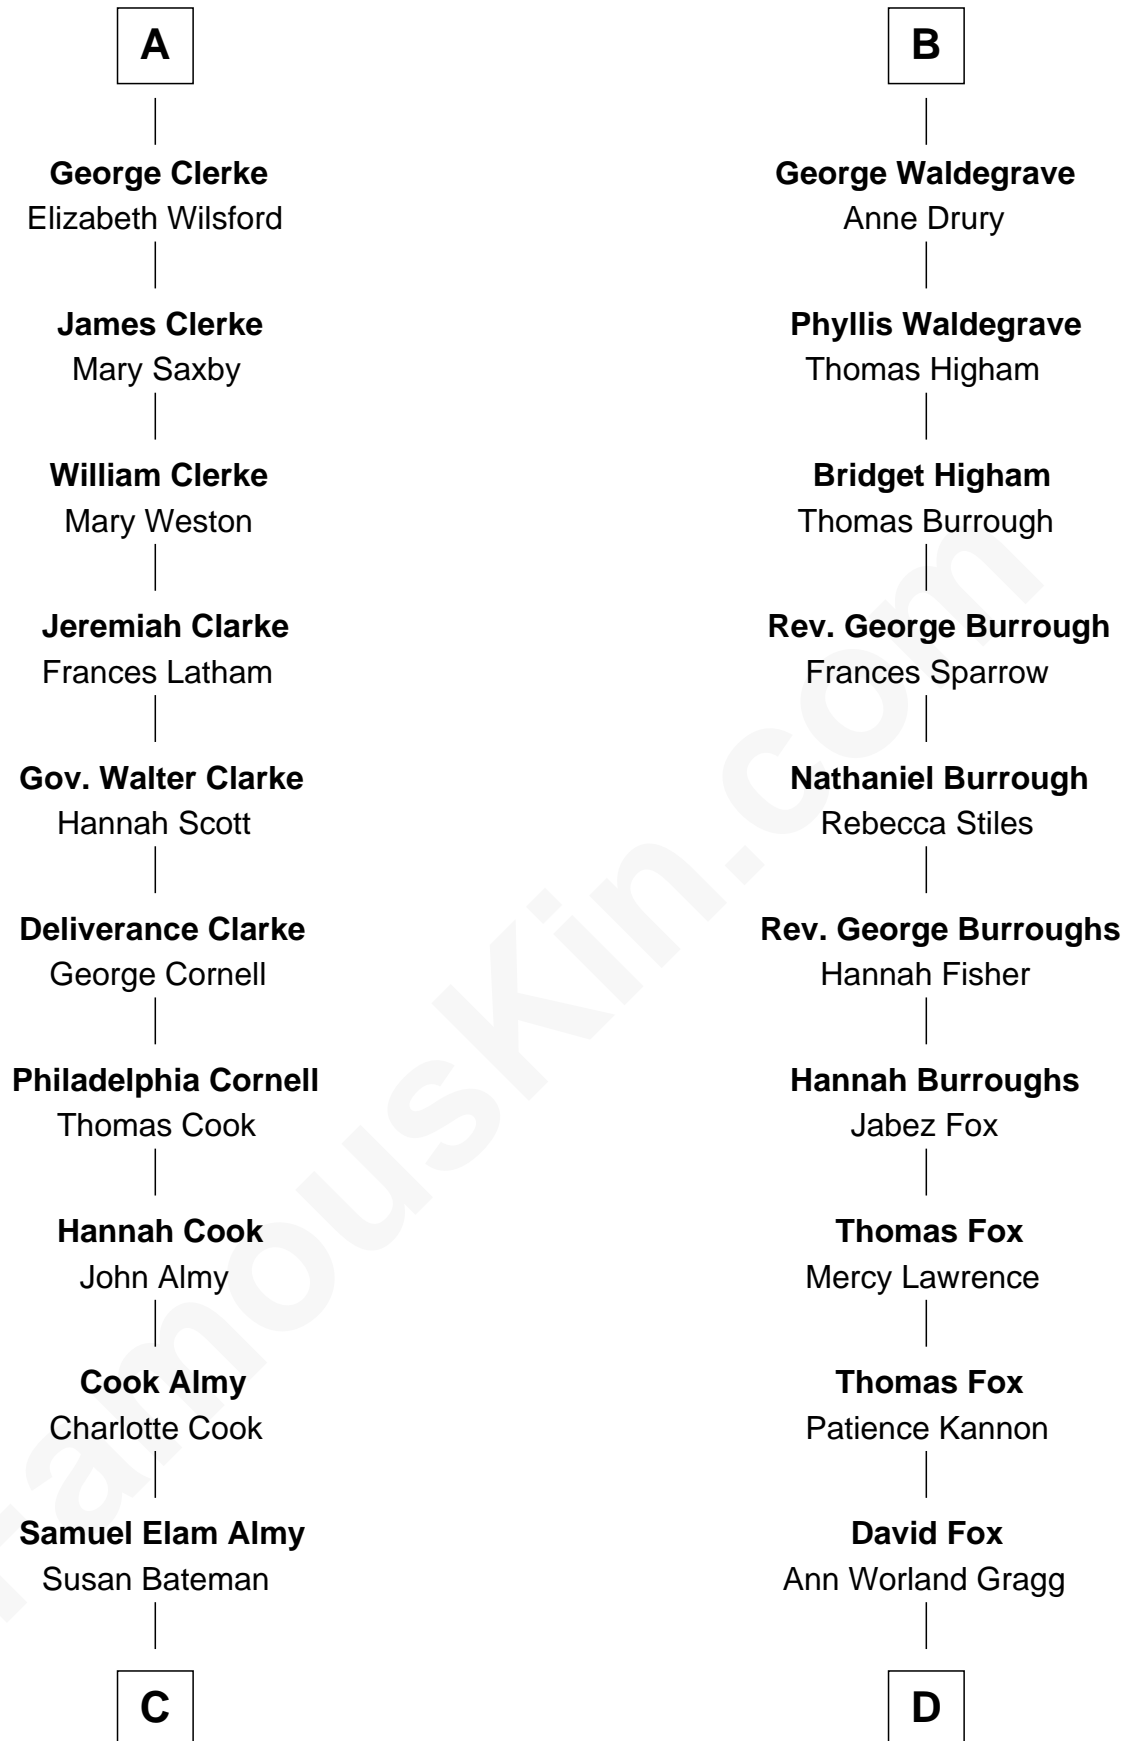 A
George Clerke
Elizabeth Wilsford
James Clerke
Mary Saxby
William Clerke
Mary Weston
Jeremiah Clarke
Frances Latham
Gov. Walter Clarke
Hannah Scott
Deliverance Clarke
George Cornell
Philadelphia Cornell
Thomas Cook
Hannah Cook
John Almy
Cook Almy
Charlotte Cook
Samuel Elam Almy
Susan Bateman
C
B
George Waldegrave
Anne Drury
Phyllis Waldegrave
Thomas Higham
Bridget Higham
Thomas Burrough
Rev. George Burrough
Frances Sparrow
Nathaniel Burrough
Rebecca Stiles
Rev. George Burroughs
Hannah Fisher
Hannah Burroughs
Jabez Fox
Thomas Fox
Mercy Lawrence
Thomas Fox
Patience Kannon
David Fox
Ann Worland Gragg
D
FamousKin.com